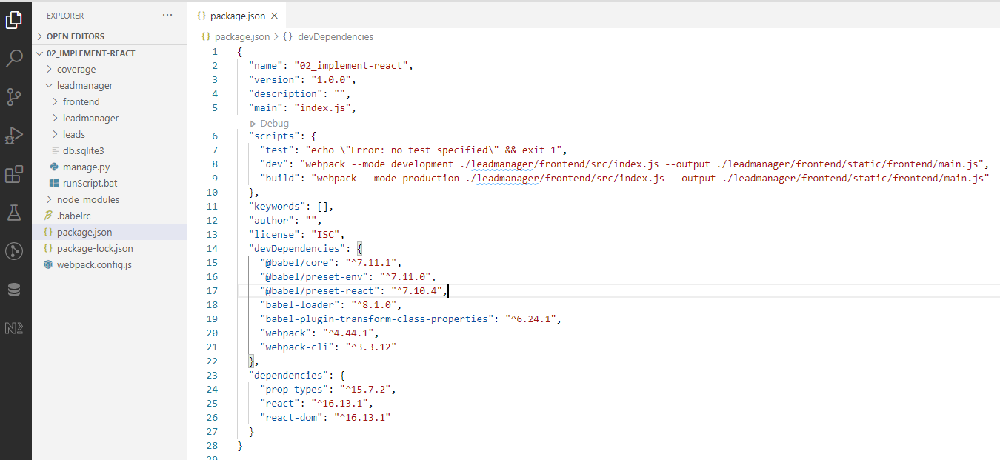 EXPLORER
OPEN EDITORS
02_IMPLEMENT-REACT
coverage
leadmanager
frontend
leadmanager
leads
db.sqlite3
manage.py
runScript.bat
node_modules
.babelrc
package.json
package-lock.json
webpack.config.js
{} package.json ×
{} package.json > {} devDependencies
1 {
2 "name": "02_implement-react",
3 "version": "1.0.0",
4 "description": "",
5 "main": "index.js",
Debug
6 "scripts": {
7 "test": "echo \"Error: no test specified\" && exit 1",
8 "dev": "webpack --mode development ./leadmanager/frontend/src/index.js --output ./leadmanager/frontend/static/frontend/main.js",
9 "build": "webpack --mode production ./leadmanager/frontend/src/index.js --output ./leadmanager/frontend/static/frontend/main.js"
10 },
11 "keywords": [],
12 "author": "",
13 "license": "ISC",
14 "devDependencies": {
15 "@babel/core": "^7.11.1",
16 "@babel/preset-env": "^7.11.0",
17 "@babel/preset-react": "^7.10.4",
18 "babel-loader": "^8.1.0",
19 "babel-plugin-transform-class-properties": "^6.24.1",
20 "webpack": "^4.44.1",
21 "webpack-cli": "^3.3.12"
22 },
23 "dependencies": {
24 "prop-types": "^15.7.2",
25 "react": "^16.13.1",
26 "react-dom": "^16.13.1"
27 }
28 }
29